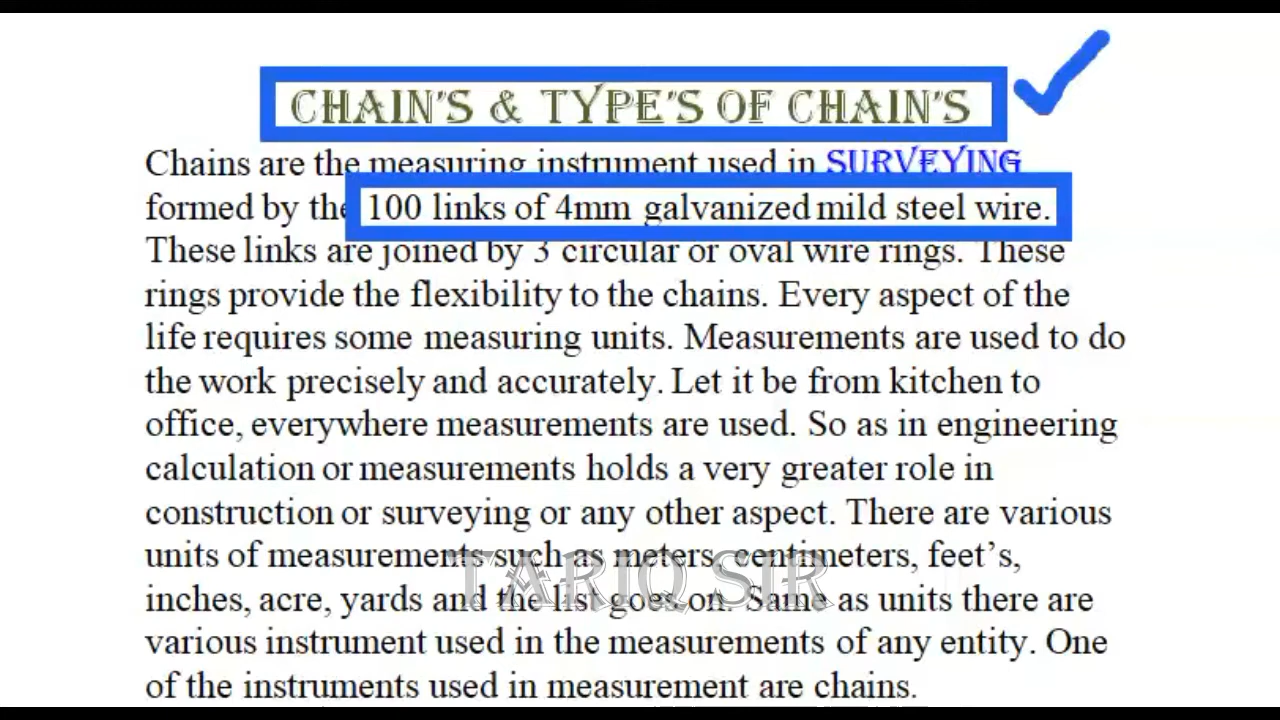 CHAIN'S & TYPE'S OF CHAIN'S
Chains are the measuring instrument used in SURVEYING
formed by the 100 links of 4mm galvanized mild steel wire.
These links are joined by 3 circular or oval wire rings. These
rings provide the flexibility to the chains. Every aspect of the
life requires some measuring units. Measurements are used to do
the work precisely and accurately. Let it be from kitchen to
office, everywhere measurements are used. So as in engineering
calculation or measurements holds a very greater role in
construction or surveying or any other aspect. There are various
units of measurements such as meters, centimeters, feet's,
TARIQ SIR
inches, acre, yards and the list goes on. Same as units there are
various instrument used in the measurements of any entity. One
of the instruments used in measurement are chains.